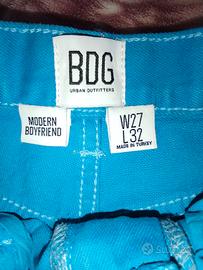 BDG
URBAN OUTFITTERS
MODERN
BOYFRIEND
W27
L32
MADE IN TURKEY